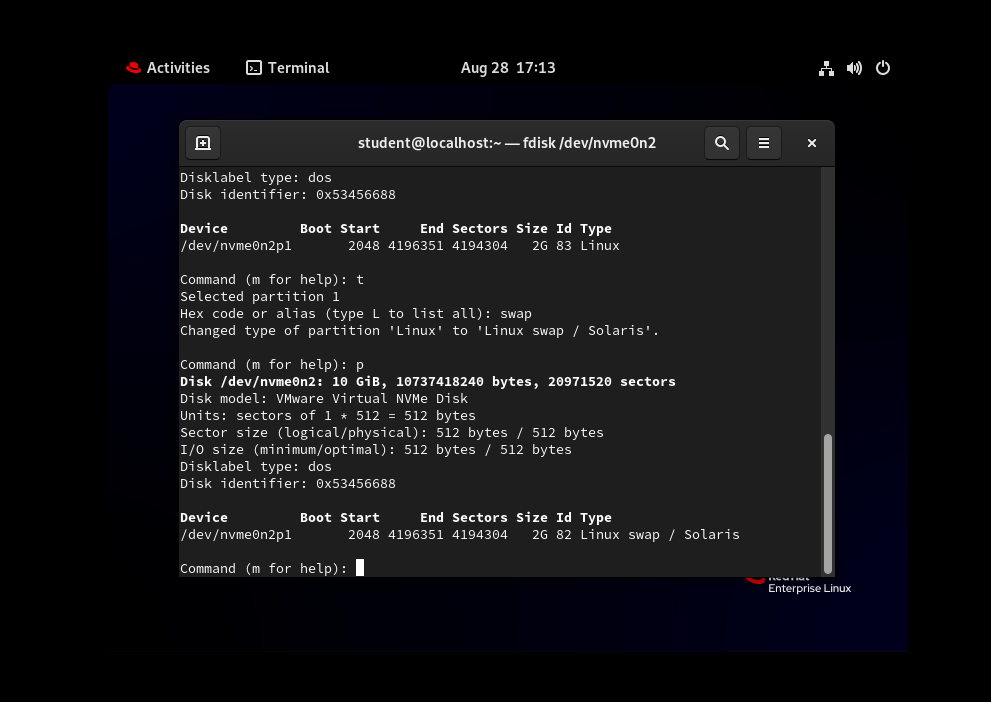 Activities Terminal Aug 28 17:13
student@localhost:~ — fdisk /dev/nvme0n2
Disklabel type: dos
Disk identifier: 0x53456688
Device Boot Start End Sectors Size Id Type
/dev/nvme0n2p1 2048 4196351 4194304 2G 83 Linux
Command (m for help): t
Selected partition 1
Hex code or alias (type L to list all): swap
Changed type of partition 'Linux' to 'Linux swap / Solaris'.
Command (m for help): p
Disk /dev/nvme0n2: 10 GiB, 10737418240 bytes, 20971520 sectors
Disk model: VMware Virtual NVMe Disk
Units: sectors of 1 * 512 = 512 bytes
Sector size (logical/physical): 512 bytes / 512 bytes
I/O size (minimum/optimal): 512 bytes / 512 bytes
Disklabel type: dos
Disk identifier: 0x53456688
Device Boot Start End Sectors Size Id Type
/dev/nvme0n2p1 2048 4196351 4194304 2G 82 Linux swap / Solaris
Command (m for help):
Red Hat
Enterprise Linux